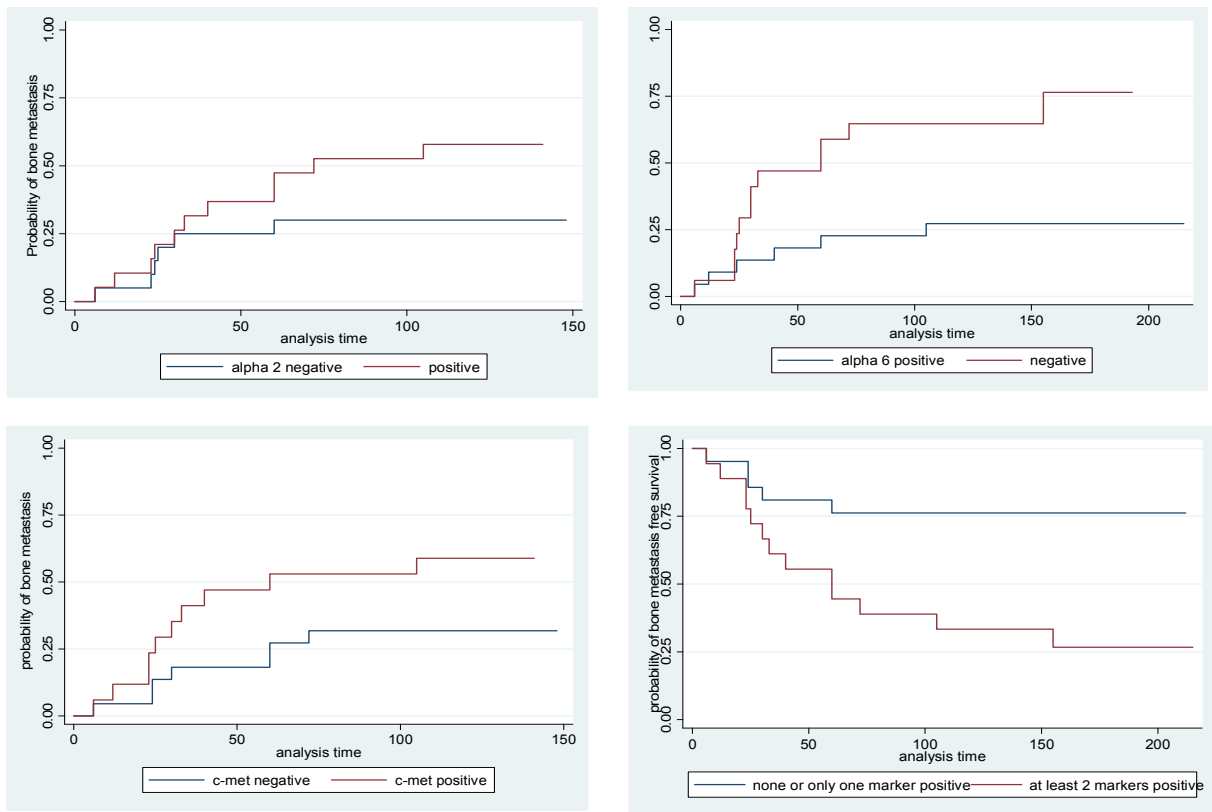 Probability of bone metastasis
1.00
0.75
0.50
0.25
0.00
0 50 100 150
analysis time
alpha 2 negative positive
1.00
0.75
0.50
0.25
0.00
0 50 100 150 200
analysis time
alpha 6 positive negative
probability of bone metastasis
1.00
0.75
0.50
0.25
0.00
0 50 100 150
analysis time
c-met negative c-met positive
probability of bone metastasis free survival
1.00
0.75
0.50
0.25
0.00
0 50 100 150 200
analysis time
none or only one marker positive at least 2 markers positive